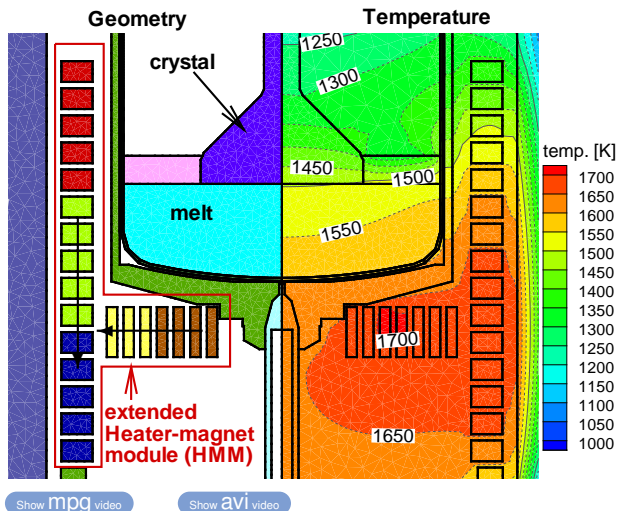 Geometry
Temperature
crystal
1250
1300
1450
1500
melt
1550
1700
1650
extended
Heater-magnet
module (HMM)
temp. [K]
1700
1650
1600
1550
1500
1450
1400
1350
1300
1250
1200
1150
1100
1050
1000
Show mpg video
Show avi video